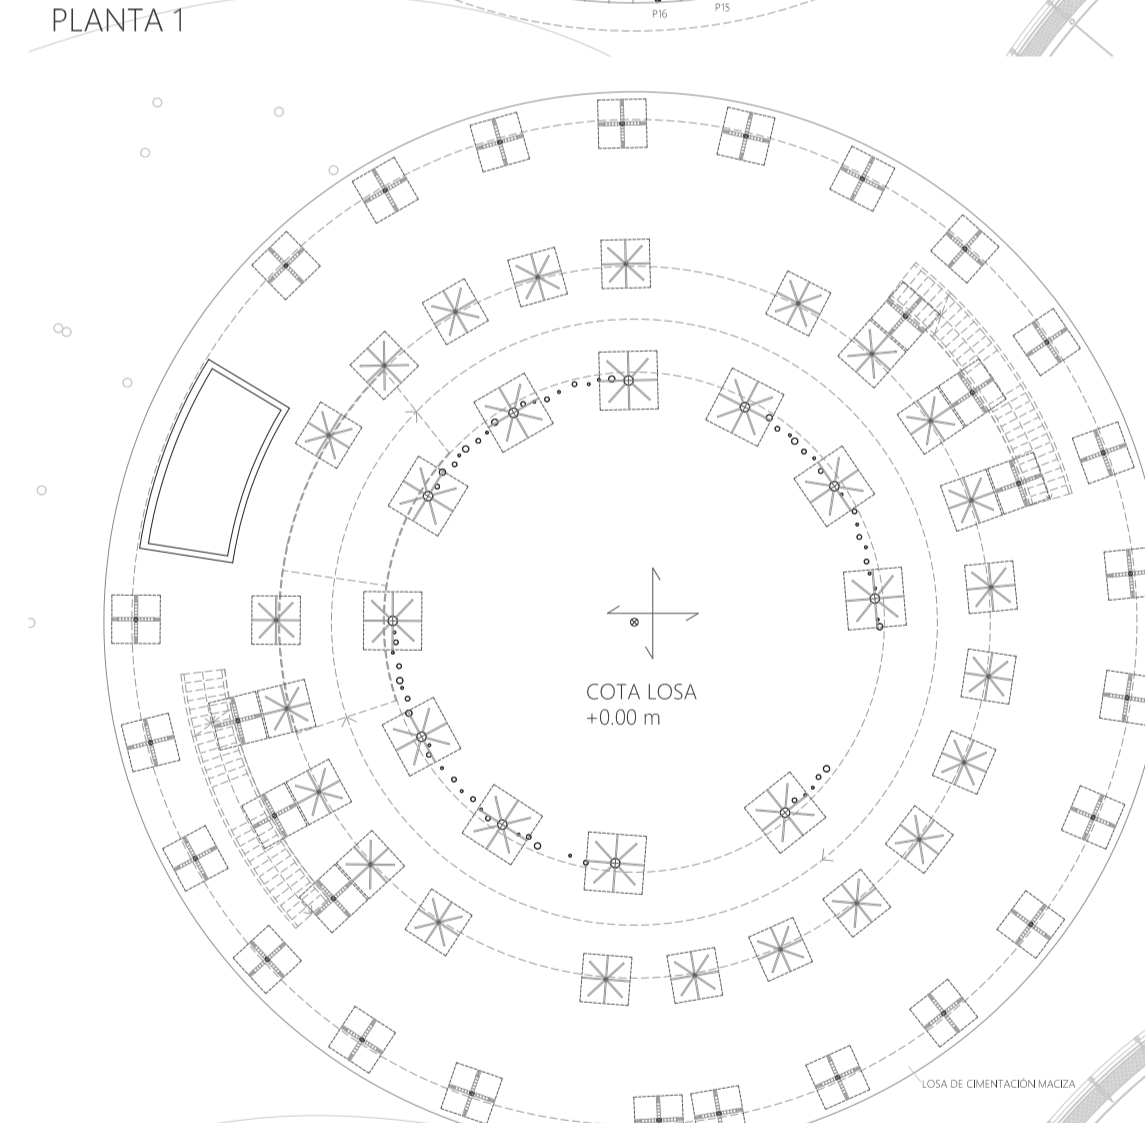 PLANTA 1
P16
P15
COTA LOSA
+0.00 m
LOSA DE CIMENTACIÓN MACIZA